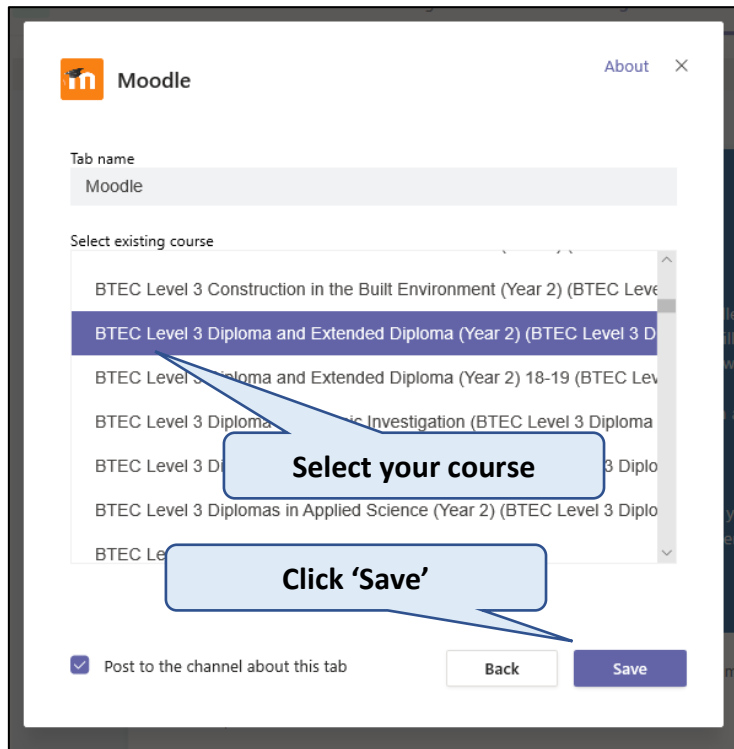 Moodle
About
Tab name
Moodle
Select existing course
BTEC Level 3 Construction in the Built Environment (Year 2) (BTEC Leve
BTEC Level 3 Diploma and Extended Diploma (Year 2) (BTEC Level 3 D
BTEC Level 3 Diploma and Extended Diploma (Year 2) 18-19 (BTEC Lev
BTEC Level 3 Diploma Investigation (BTEC Level 3 Diploma
Select your course
BTEC Level 3 Di 3 Diplo
BTEC Level 3 Diplomas in Applied Science (Year 2) (BTEC Level 3 Diplo
BTEC Le
Click ‘Save’
Post to the channel about this tab
Back
Save